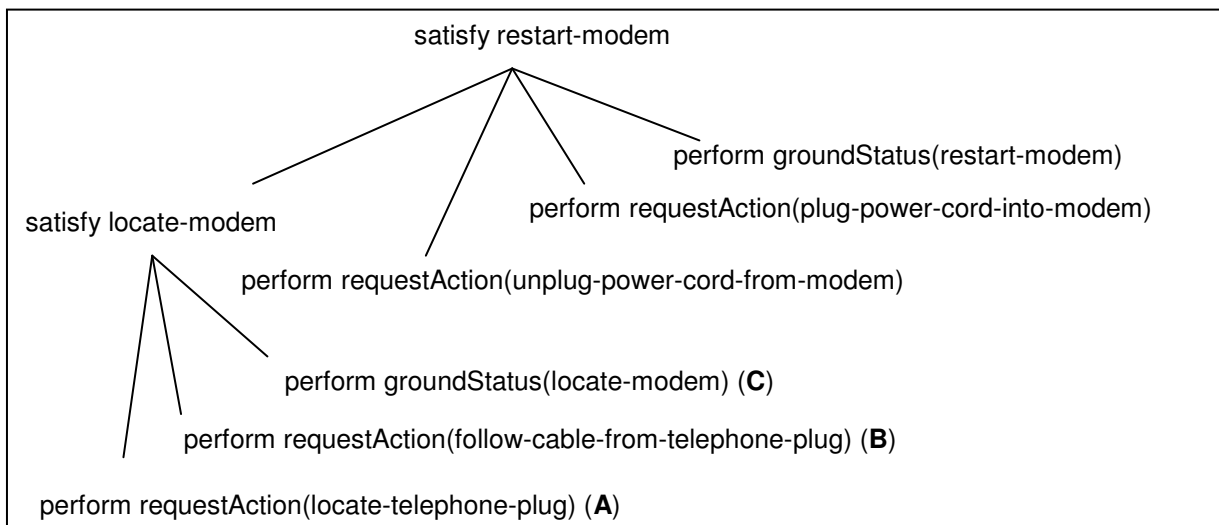 satisfy restart-modem
perform groundStatus(restart-modem)
perform requestAction(plug-power-cord-into-modem)
satisfy locate-modem
perform requestAction(unplug-power-cord-from-modem)
perform groundStatus(locate-modem) (C)
perform requestAction(follow-cable-from-telephone-plug) (B)
perform requestAction(locate-telephone-plug) (A)